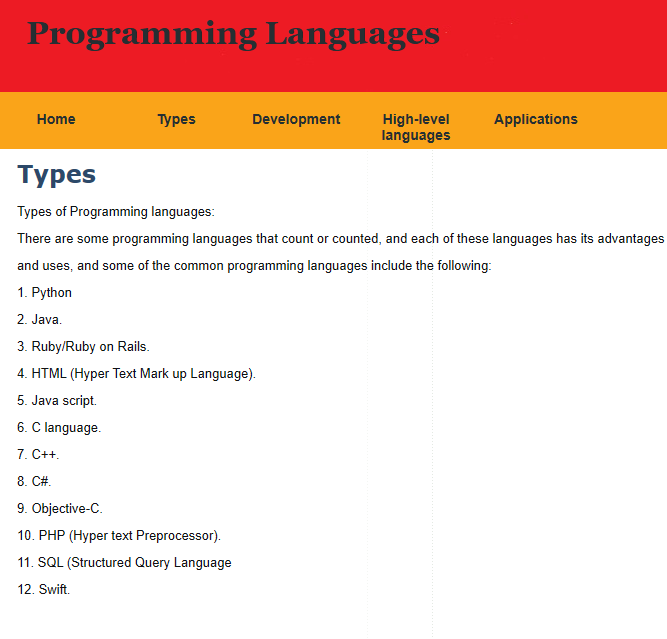 Programming Languages
Home Types Development High-level languages Applications
Types
Types of Programming languages:
There are some programming languages that count or counted, and each of these languages has its advantages
and uses, and some of the common programming languages include the following:
1. Python
2. Java.
3. Ruby/Ruby on Rails.
4. HTML (Hyper Text Mark up Language).
5. Java script.
6. C language.
7. C++.
8. C#.
9. Objective-C.
10. PHP (Hyper text Preprocessor).
11. SQL (Structured Query Language
12. Swift.